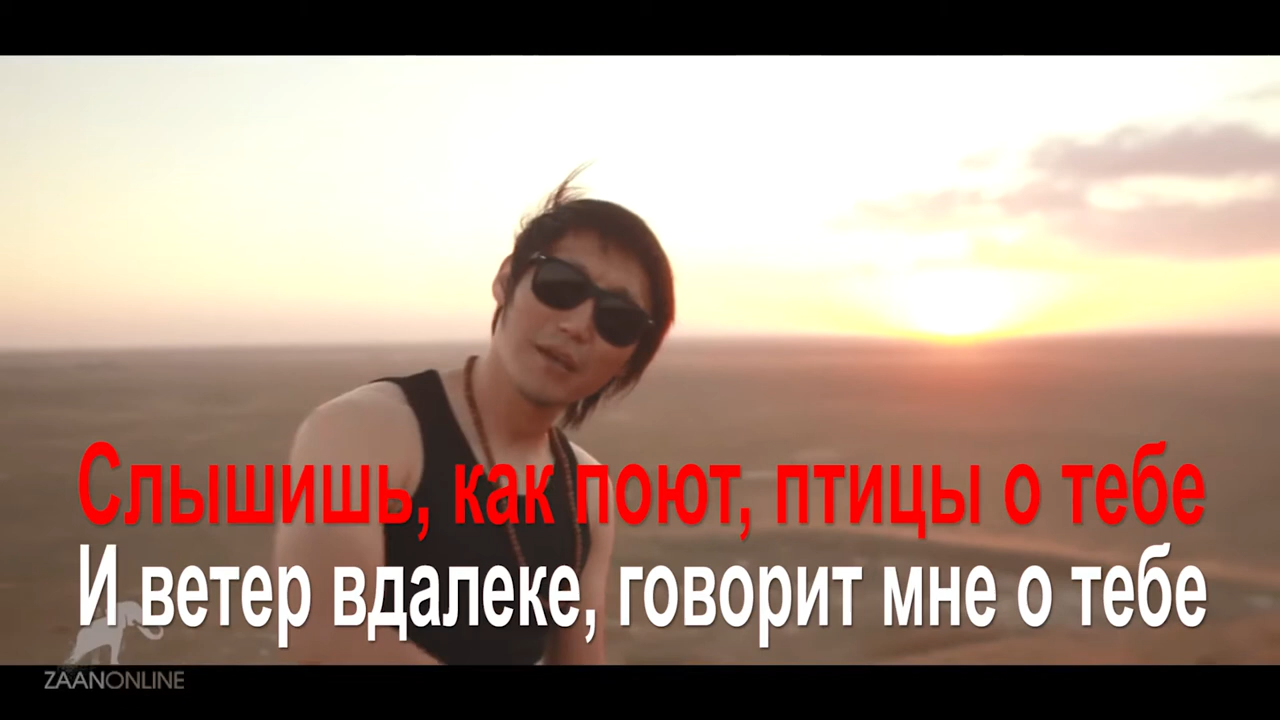 Слышишь, как поют, птицы о тебе
И ветер вдалеке, говорит мне о тебе
ZAANONLINE